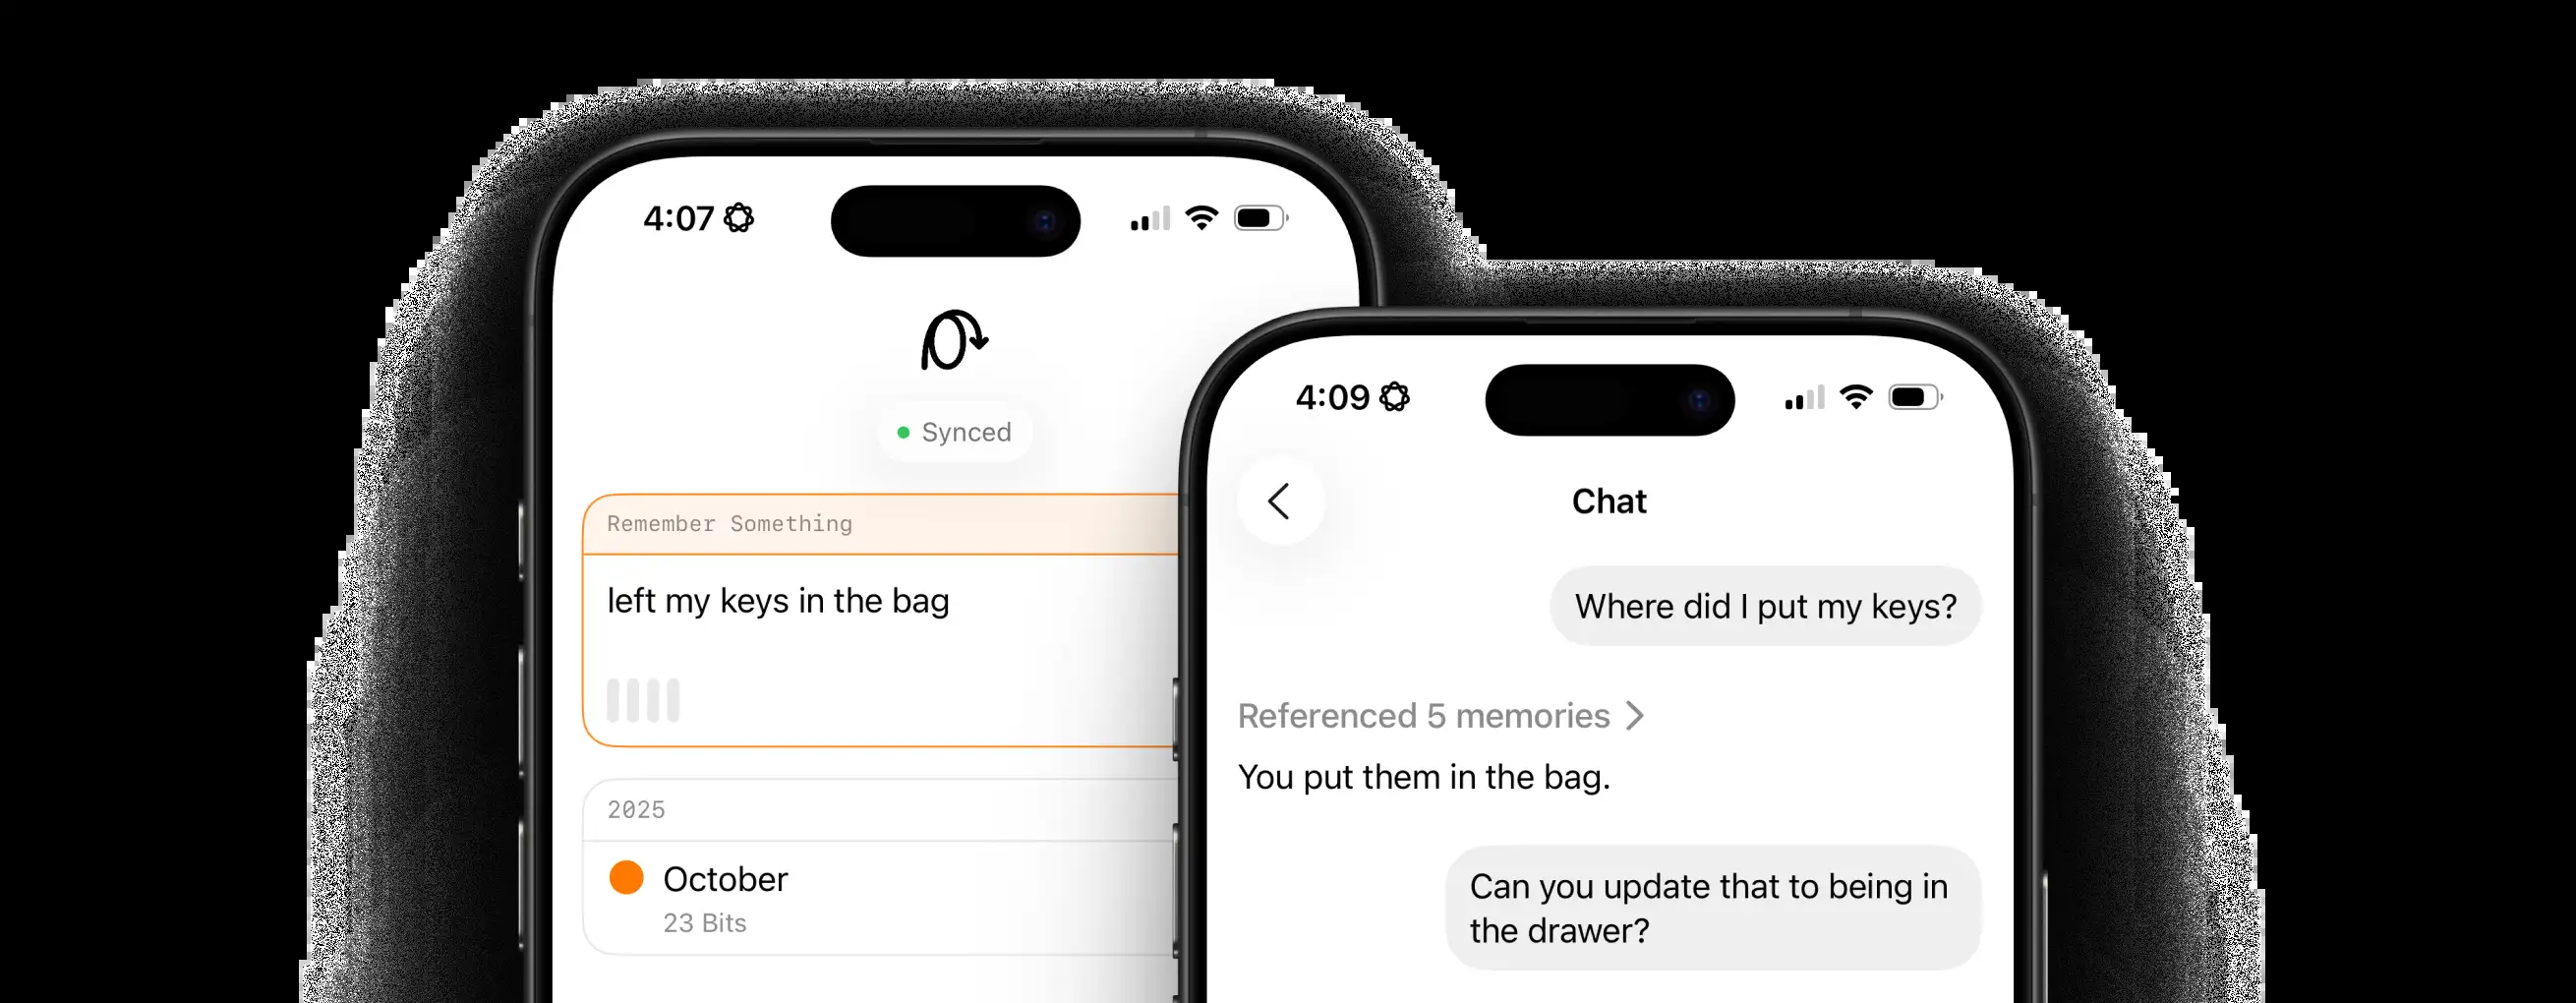 4:07
Synced
Remember Something
left my keys in the bag
2025
October
23 Bits
4:09
Chat
Where did I put my keys?
Referenced 5 memories
You put them in the bag.
Can you update that to being in
the drawer?